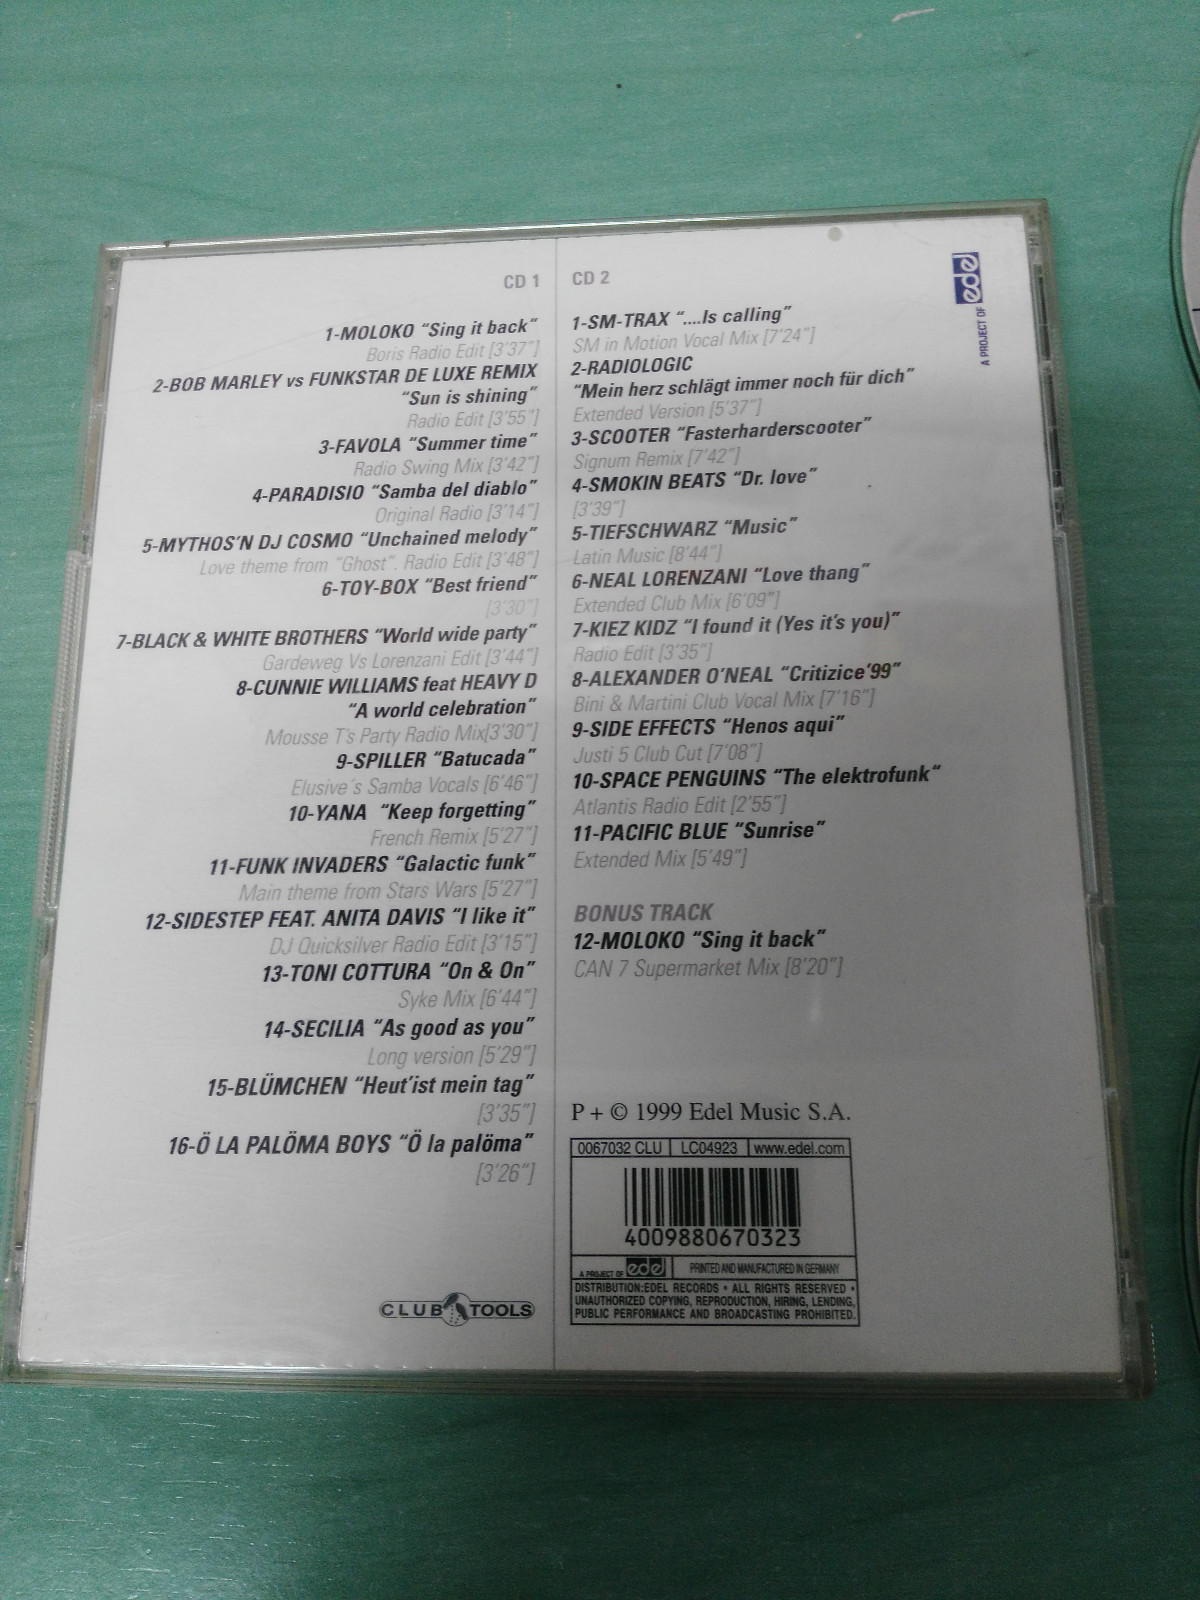 CD 1
1-MOLOKO “Sing it back”
Boris Radio Edit [3'37”]
2-BOB MARLEY vs FUNKSTAR DE LUXE REMIX
“Sun is shining”
Radio Edit [3'55”]
3-FAVOLA “Summer time”
Radio Swing Mix [3'42”]
4-PARADISIO “Samba del diablo”
Original Radio [3'14”]
5-MYTHOS'N DJ COSMO “Unchained melody”
Love theme from “Ghost”. Radio Edit [3'48”]
6-TOY-BOX “Best friend”
[3'30”]
7-BLACK & WHITE BROTHERS “World wide party”
Gardeweg Vs Lorenzani Edit [3'44”]
8-CUNNIE WILLIAMS feat HEAVY D
“A world celebration”
Mousse T's Party Radio Mix[3'30”]
9-SPILLER “Batucada”
Elusive´s Samba Vocals [6'46”]
10-YANA “Keep forgetting”
French Remix [5'27”]
11-FUNK INVADERS “Galactic funk”
Main theme from Stars Wars [5'27”]
12-SIDESTEP FEAT. ANITA DAVIS “I like it”
DJ Quicksilver Radio Edit [3'15”]
13-TONI COTTURA “On & On”
Syke Mix [6'44”]
14-SECILIA “As good as you”
Long version [5'29”]
15-BLÜMCHEN “Heut'ist mein tag”
[3'35”]
16-Ö LA PALÖMA BOYS “Ö la palöma”
[3'26”]
CLUB TOOLS
CD 2
1-SM-TRAX “....Is calling”
SM in Motion Vocal Mix [7'24”]
2-RADIOLOGIC
“Mein herz schlägt immer noch für dich”
Extended Version [5'37”]
3-SCOOTER “Fasterharderscooter”
Signum Remix [7'42”]
4-SMOKIN BEATS “Dr. love”
[3'39”]
5-TIEFSCHWARZ “Music”
Latin Music [8'44”]
6-NEAL LORENZANI “Love thang”
Extended Club Mix [6'09”]
7-KIEZ KIDZ “I found it (Yes it's you)”
Radio Edit [3'35”]
8-ALEXANDER O'NEAL “Critizice'99”
Bini & Martini Club Vocal Mix [7'16”]
9-SIDE EFFECTS “Henos aqui”
Justi 5 Club Cut [7'08”]
10-SPACE PENGUINS “The elektrofunk“
Atlantis Radio Edit [2'55”]
11-PACIFIC BLUE “Sunrise”
Extended Mix [5'49”]
BONUS TRACK
12-MOLOKO “Sing it back”
CAN 7 Supermarket Mix [8'20”]
P + © 1999 Edel Music S.A.
0067032 CLU LC04923 www.edel.com
4009880670323
A PROJECT OF edel PRINTED AND MANUFACTURED IN GERMANY
DISTRIBUTION:EDEL RECORDS • ALL RIGHTS RESERVED •
UNAUTHORIZED COPYING, REPRODUCTION, HIRING, LENDING,
PUBLIC PERFORMANCE AND BROADCASTING PROHIBITED.
A PROJECT OF edel